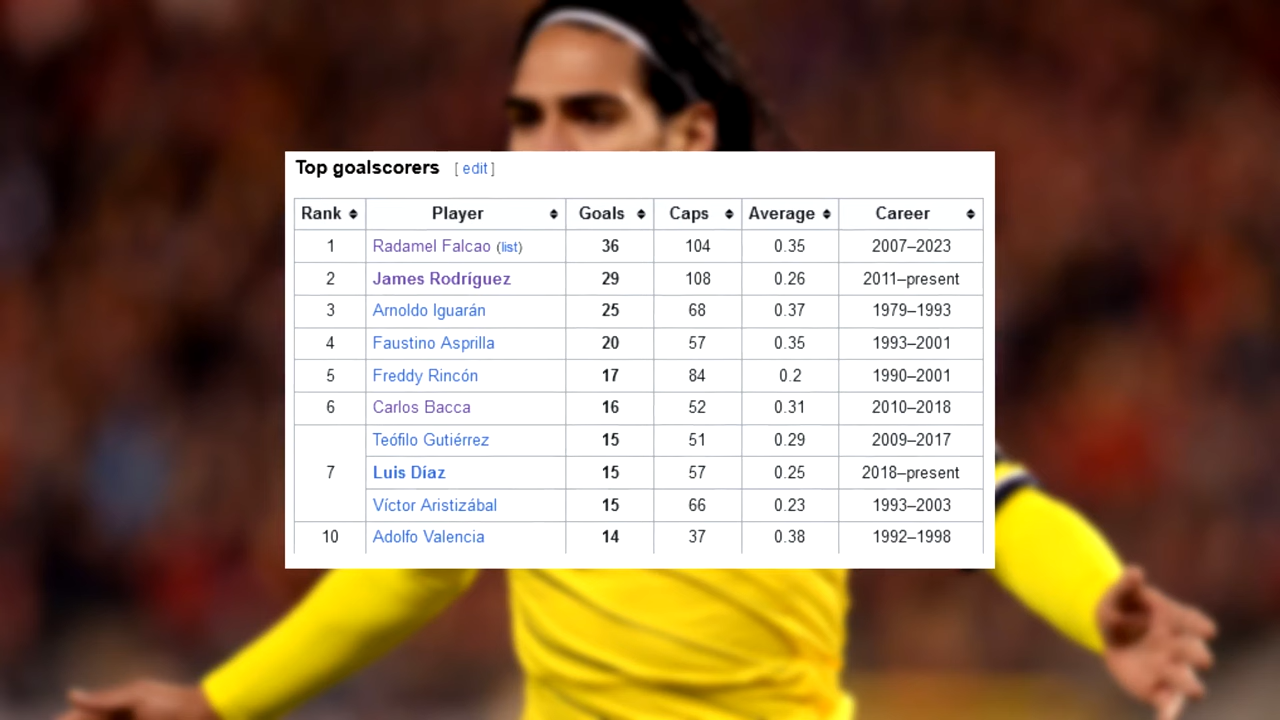 Top goalscorers [ edit ]
Rank Player Goals Caps Average Career
1 Radamel Falcao (list) 36 104 0.35 2007–2023
2 James Rodríguez 29 108 0.26 2011–present
3 Arnoldo Iguarán 25 68 0.37 1979–1993
4 Faustino Asprilla 20 57 0.35 1993–2001
5 Freddy Rincón 17 84 0.2 1990–2001
6 Carlos Bacca 16 52 0.31 2010–2018
Teófilo Gutiérrez 15 51 0.29 2009–2017
7 Luis Díaz 15 57 0.25 2018–present
Víctor Aristizábal 15 66 0.23 1993–2003
10 Adolfo Valencia 14 37 0.38 1992–1998